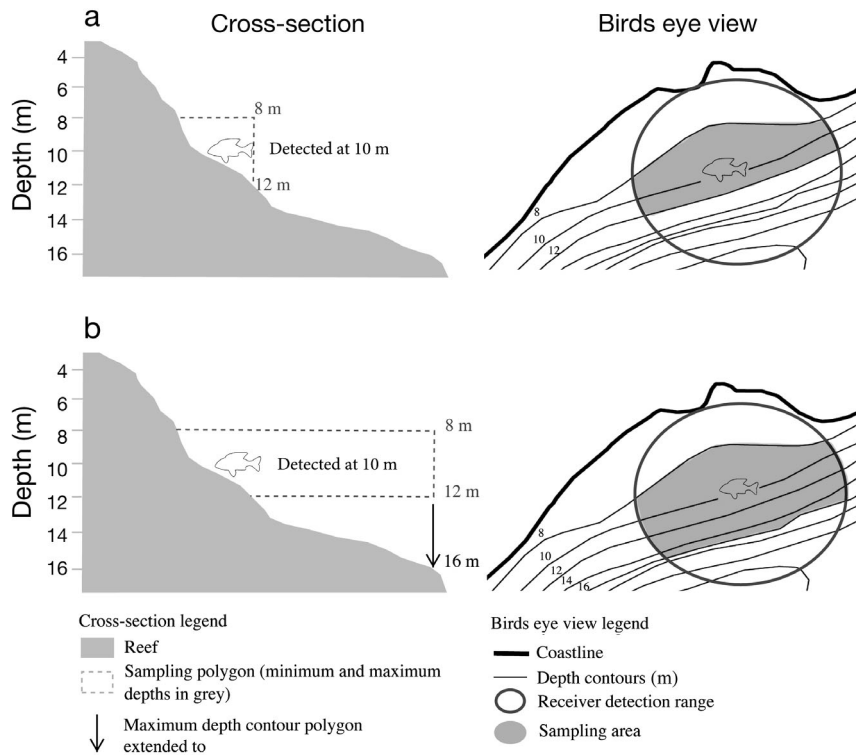 a
Cross-section
Birds eye view
Depth (m)
4
6
8
10
12
14
16
8 m
Detected at 10 m
12 m
8
10
12
b
Depth (m)
4
6
8
10
12
14
16
8 m
Detected at 10 m
12 m
16 m
8
10
12
14
16
Cross-section legend
Reef
Sampling polygon (minimum and maximum
depths in grey)
Maximum depth contour polygon
extended to
Birds eye view legend
Coastline
Depth contours (m)
Receiver detection range
Sampling area